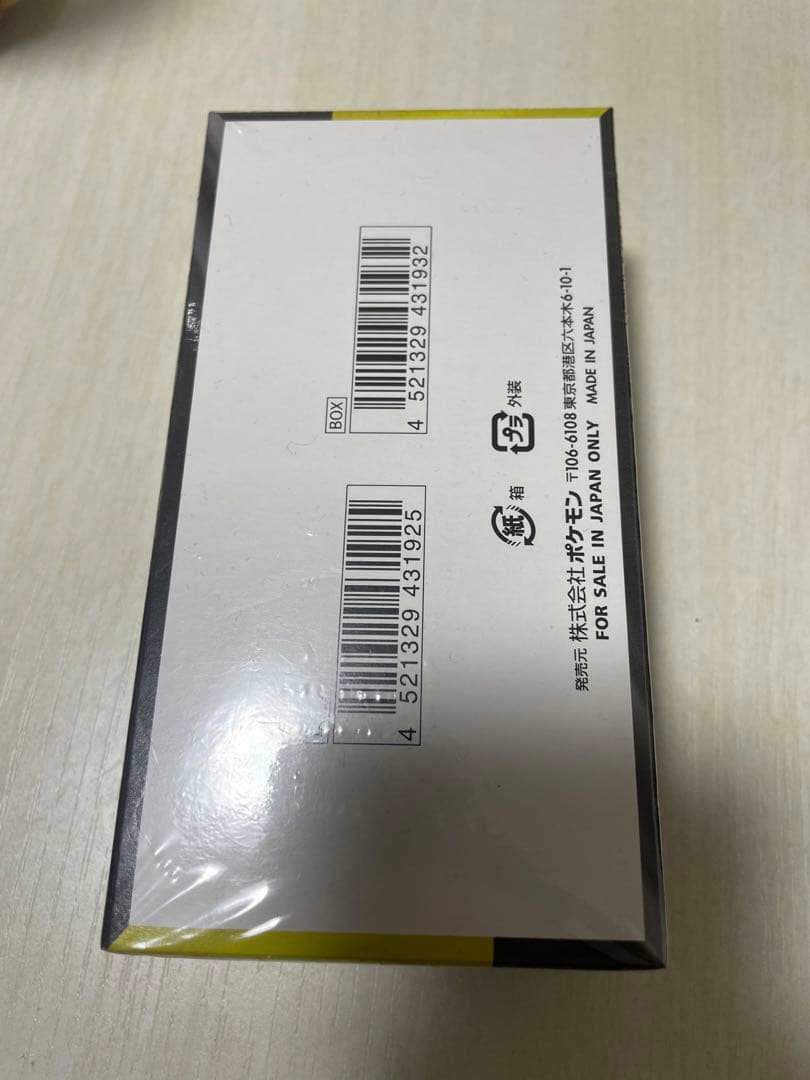 4 521329 431925
BOX
4 521329 431932
紙 箱
プラ 外装
発売元 株式会社 ポケモン 〒106-6108 東京都港区六本木6-10-1
FOR SALE IN JAPAN ONLY MADE IN JAPAN